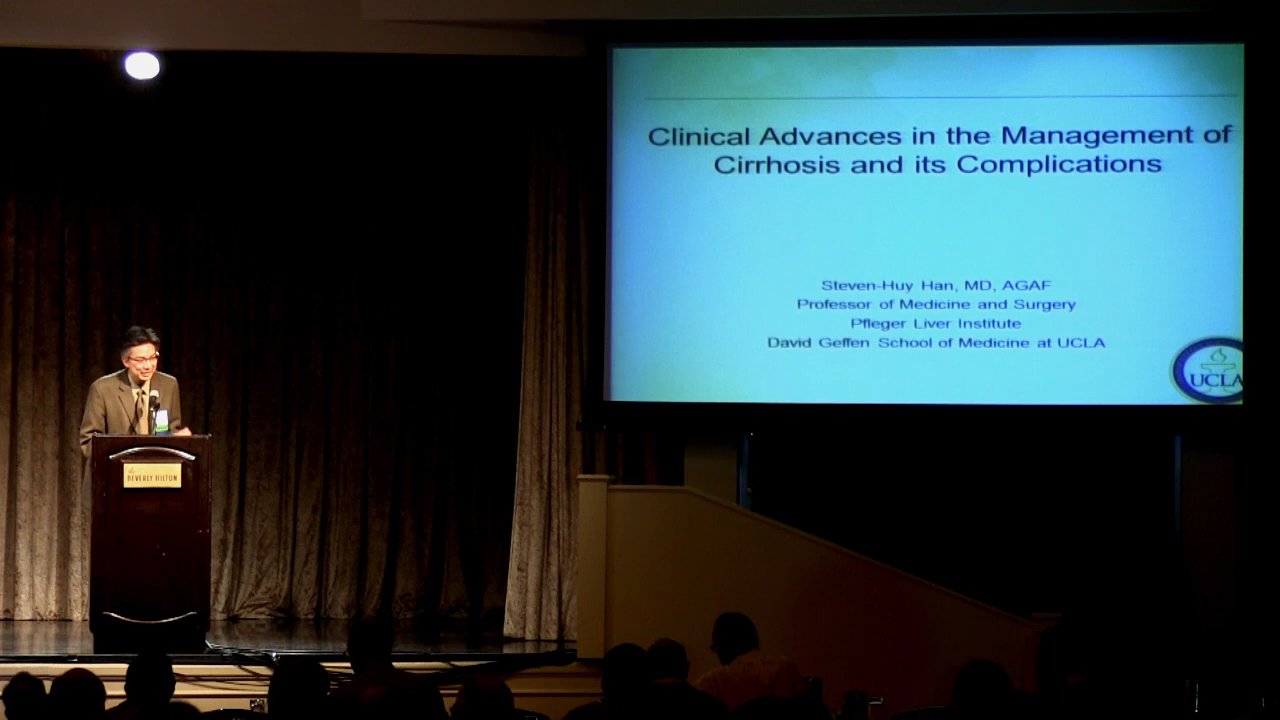 Clinical Advances in the Management of
Cirrhosis and its Complications
Steven-Huy Han, MD, AGAF
Professor of Medicine and Surgery
Pfleger Liver Institute
David Geffen School of Medicine at UCLA
UCLA
The
BEVERLY HILTON